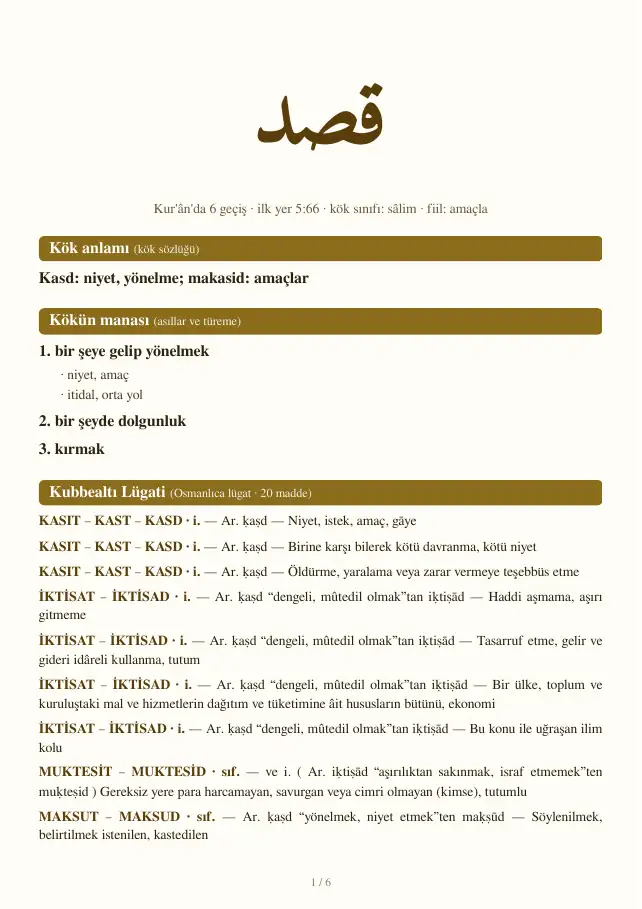 قصد
Kur'ân'da 6 geçiş · ilk yer 5:66 · kök sınıfı: sâlim · fiil: amaçla
Kök anlamı (kök sözlüğü)
Kasd: niyet, yönelme; makasid: amaçlar
Kökün manası (asıllar ve türeme)
1. bir şeye gelip yönelmek
· niyet, amaç
· itidal, orta yol
2. bir şeyde dolgunluk
3. kırmak
Kubbealtı Lügati (Osmanlıca lügat · 20 madde)
KASIT – KAST – KASD · i. — Ar. ḳaṣd — Niyet, istek, amaç, gāye
KASIT – KAST – KASD · i. — Ar. ḳaṣd — Birine karşı bilerek kötü davranma, kötü niyet
KASIT – KAST – KASD · i. — Ar. ḳaṣd — Öldürme, yaralama veya zarar vermeye teşebbüs etme
İKTİSAT – İKTİSAD · i. — Ar. ḳaṣd “dengeli, mûtedil olmak”tan iḳtiṣād — Haddi aşmama, aşırı
gitmeme
İKTİSAT – İKTİSAD · i. — Ar. ḳaṣd “dengeli, mûtedil olmak”tan iḳtiṣād — Tasarruf etme, gelir ve
gideri idâreli kullanma, tutum
İKTİSAT – İKTİSAD · i. — Ar. ḳaṣd “dengeli, mûtedil olmak”tan iḳtiṣād — Bir ülke, toplum ve
kuruluştaki mal ve hizmetlerin dağıtım ve tüketimine âit hususların bütünü, ekonomi
İKTİSAT – İKTİSAD · i. — Ar. ḳaṣd “dengeli, mûtedil olmak”tan iḳtiṣād — Bu konu ile uğraşan ilim
kolu
MUKTESİT – MUKTESİD · sıf. — ve i. ( Ar. iḳtiṣād “aşırılıktan sakınmak, israf etmemek”ten
muḳteṣid ) Gereksiz yere para harcamayan, savurgan veya cimri olmayan (kimse), tutumlu
MAKSUT – MAKSUD · sıf. — Ar. ḳaṣd “yönelmek, niyet etmek”ten maḳṣūd — Söylenilmek,
belirtilmek istenilen, kastedilen
1 / 6